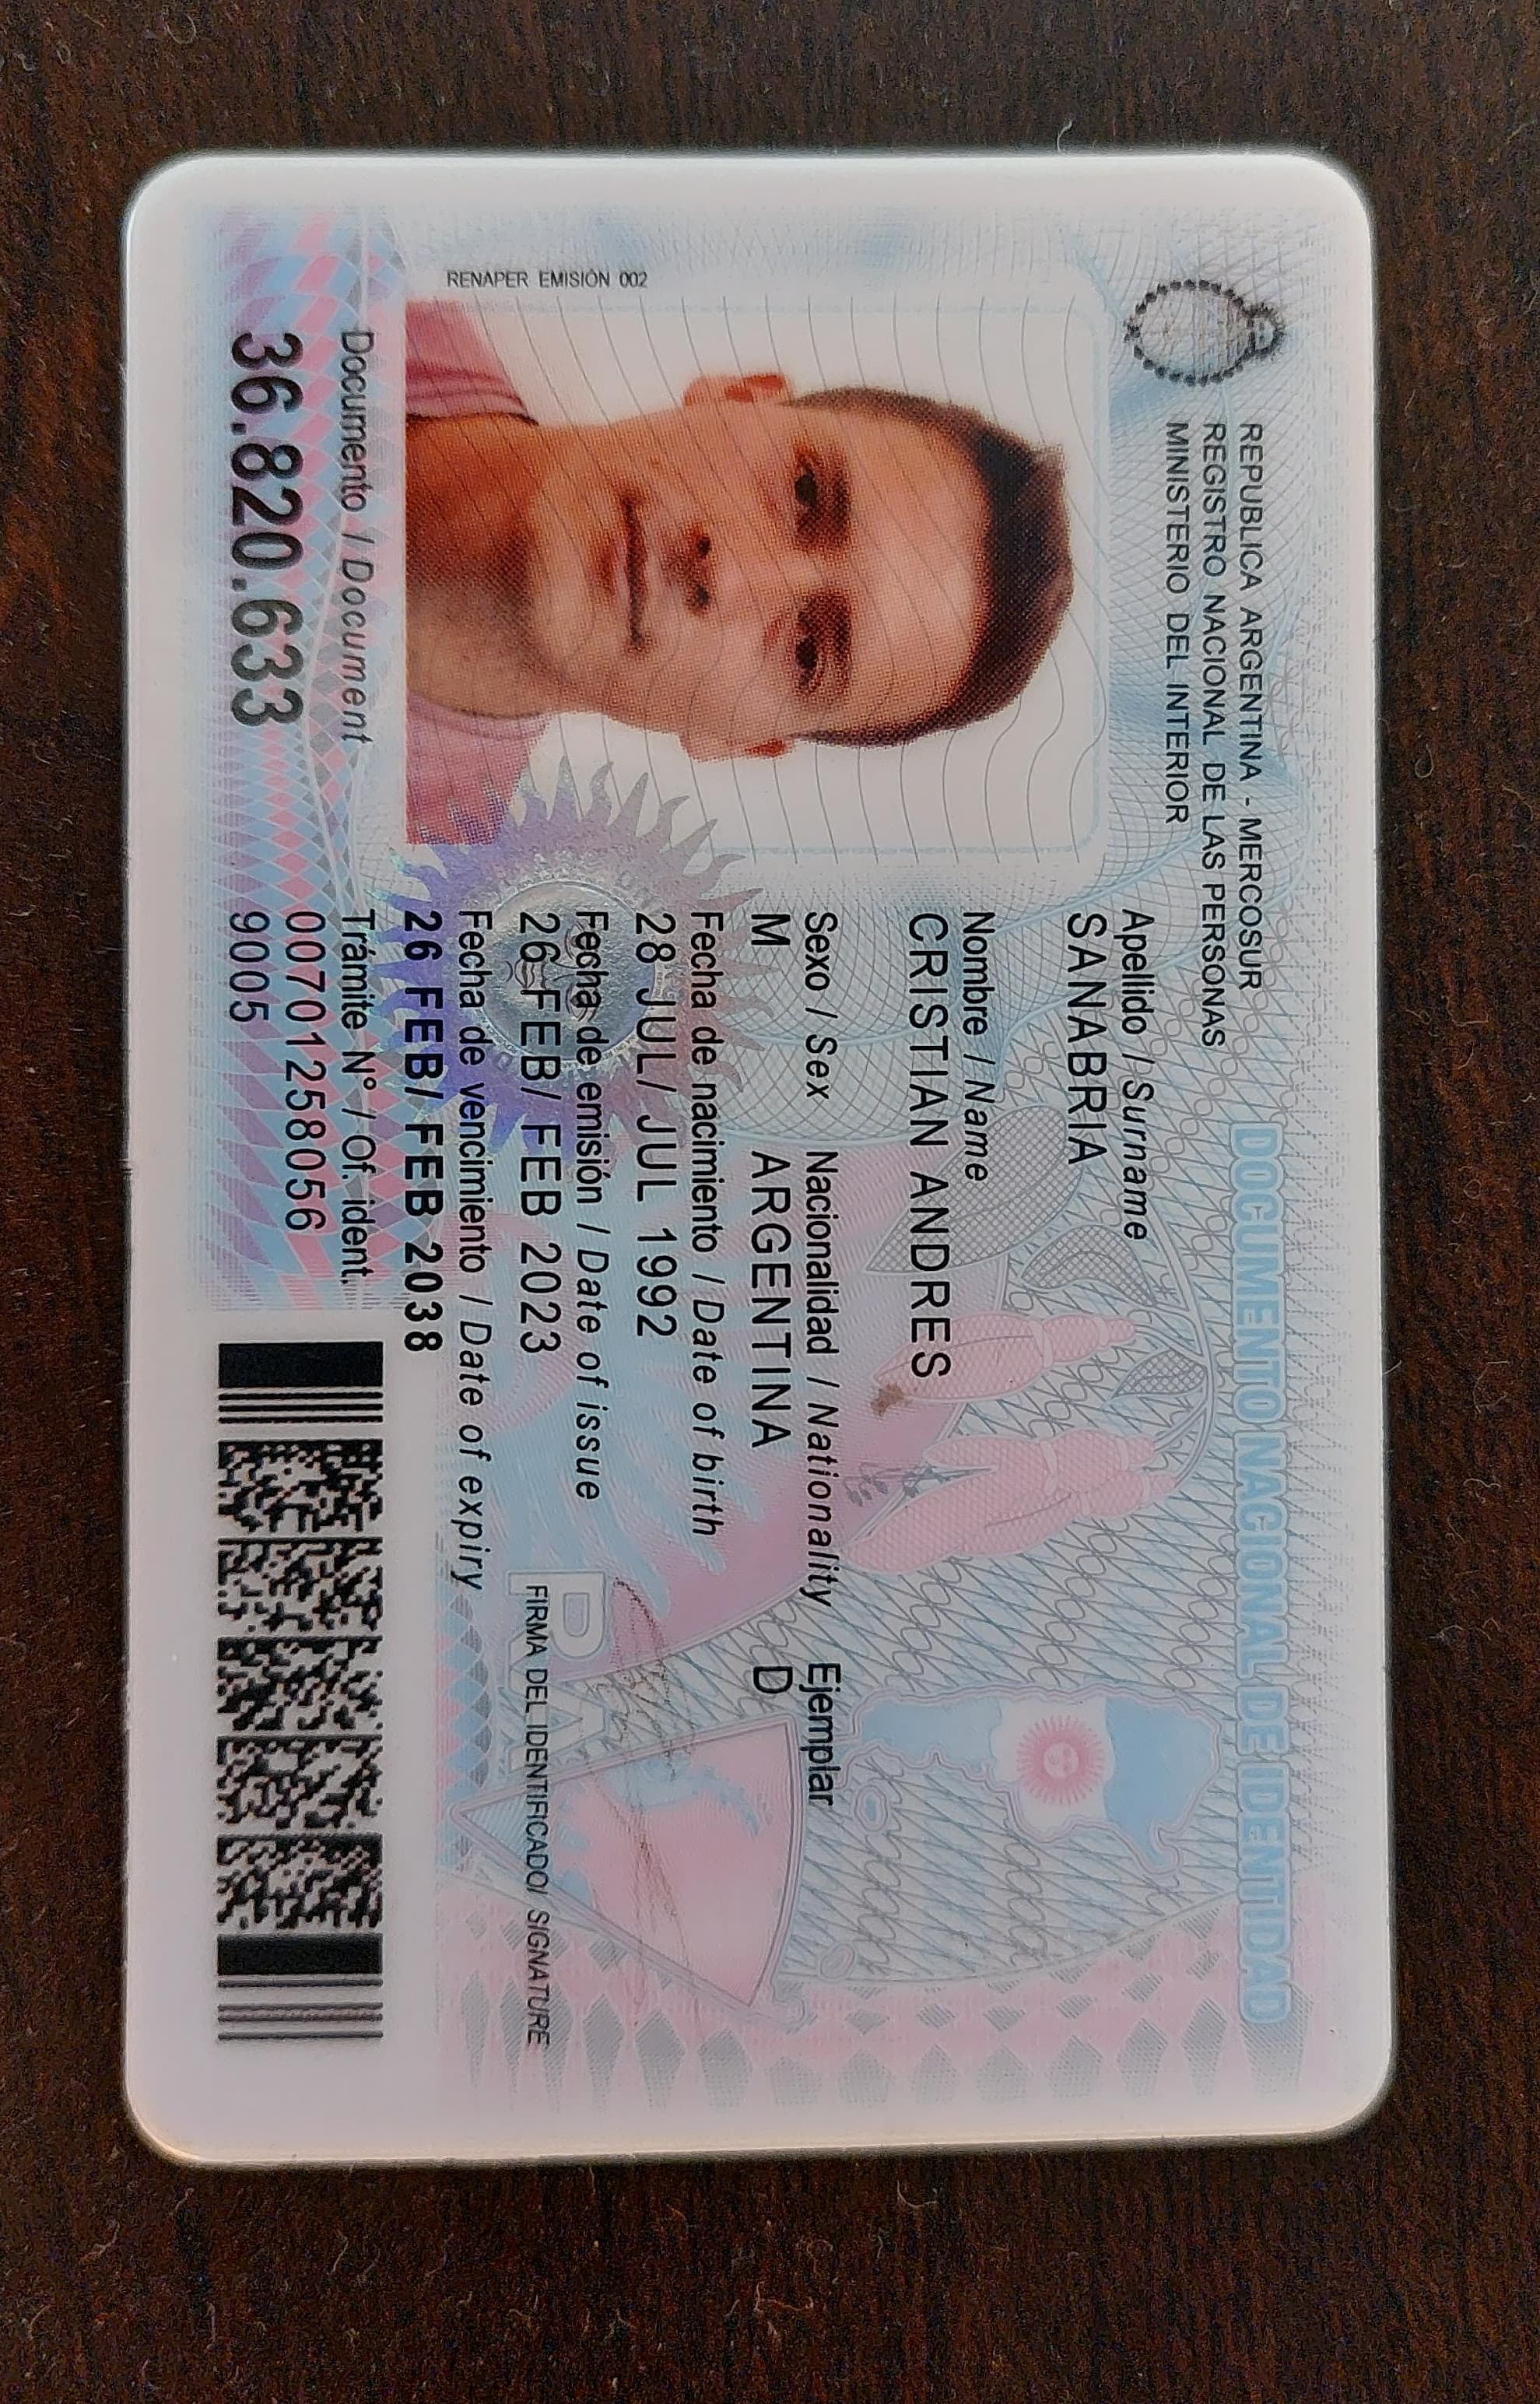 REPUBLICA ARGENTINA - MERCOSUR
REGISTRO NACIONAL DE LAS PERSONAS
MINISTERIO DEL INTERIOR
DOCUMENTO NACIONAL DE IDENTIDAD
RENAPER EMISIÓN 002
Apellido / Surname
SANABRIA
Nombre / Name
CRISTIAN ANDRES
Sexo / Sex Nacionalidad / Nationality Ejemplar
M ARGENTINA D
Fecha de nacimiento / Date of birth
28 JUL/ JUL 1992
Fecha de emisión / Date of issue
26 FEB/ FEB 2023
Fecha de vencimiento / Date of expiry
26 FEB/ FEB 2038
RA
FIRMA DEL IDENTIFICADO/ SIGNATURE
Documento / Document
36.820.633
Trámite N° / Of. ident.
00701258056
9005